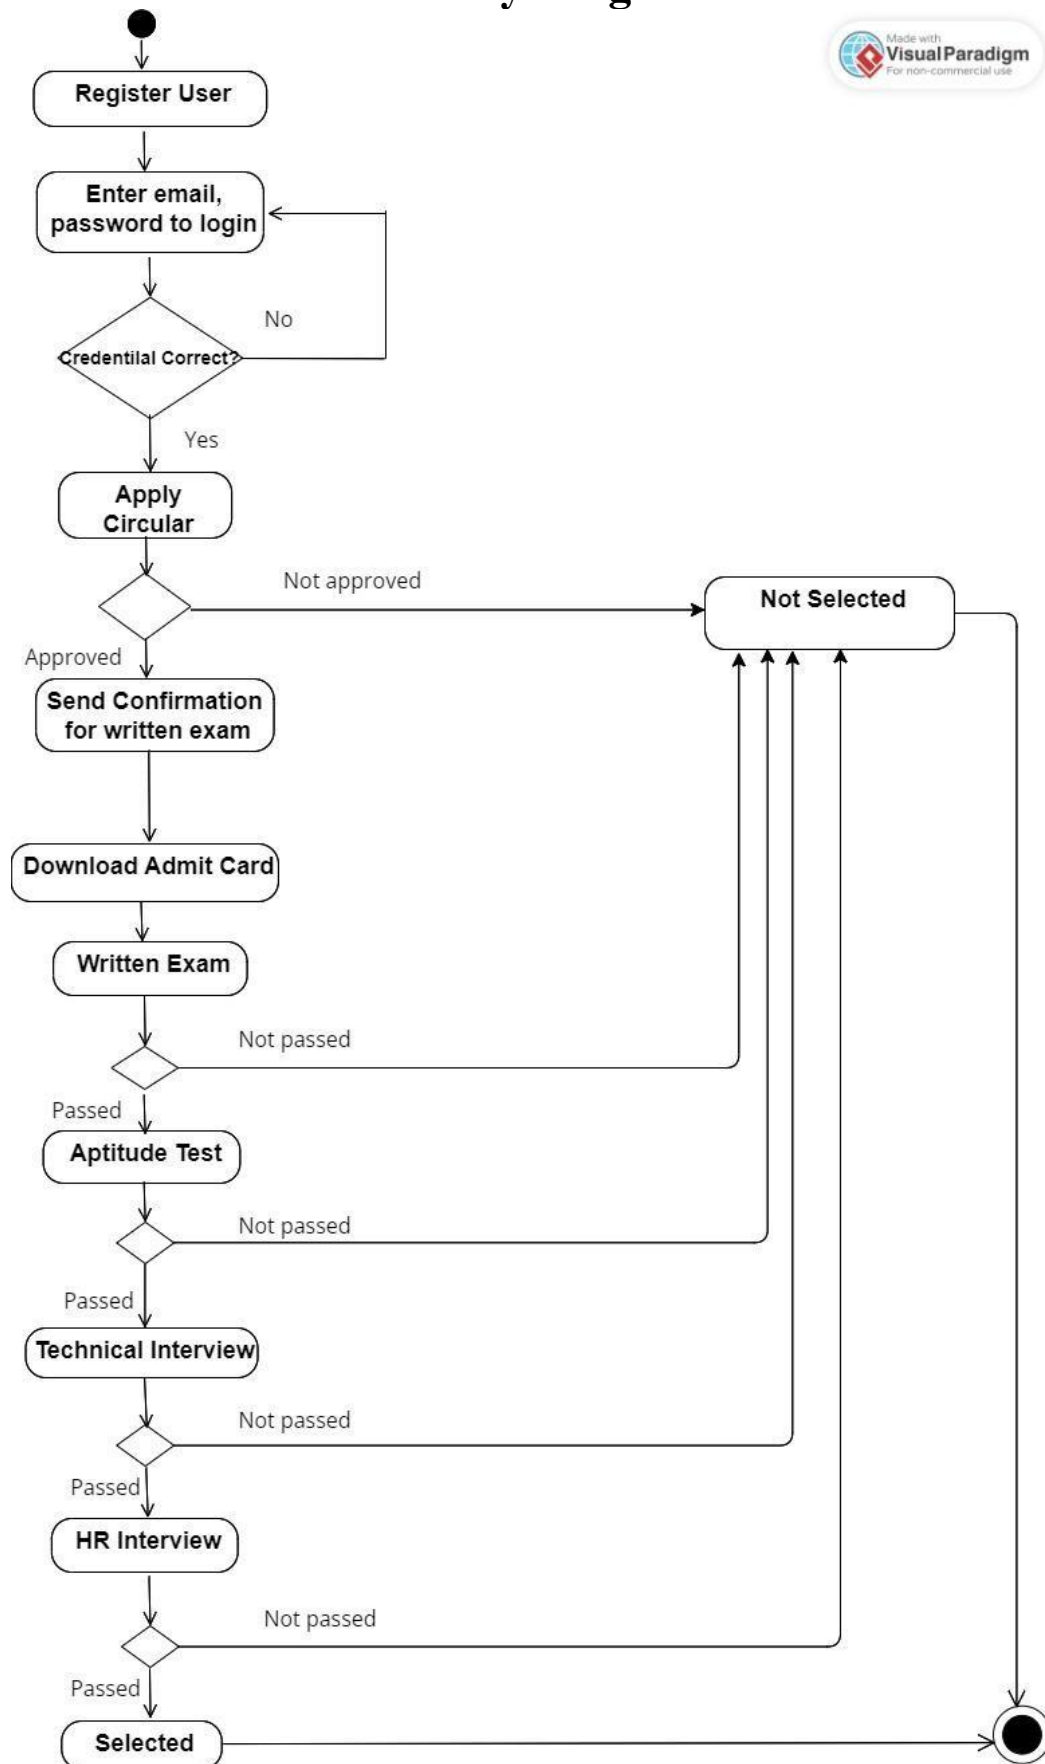 Made with
Visual Paradigm
For non-commercial use
Register User
Enter email,
password to login
No
Credentilal Correct?
Yes
Apply
Circular
Not approved
Not Selected
Approved
Send Confirmation
for written exam
Download Admit Card
Written Exam
Not passed
Passed
Aptitude Test
Not passed
Passed
Technical Interview
Not passed
Passed
HR Interview
Not passed
Passed
Selected